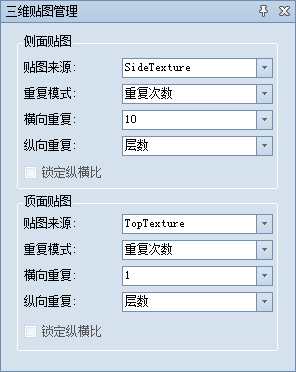 三维贴图管理
侧面贴图
贴图来源: SideTexture
重复模式: 重复次数
横向重复: 10
纵向重复: 层数
锁定纵横比
顶面贴图
贴图来源: TopTexture
重复模式: 重复次数
横向重复: 1
纵向重复: 层数
锁定纵横比